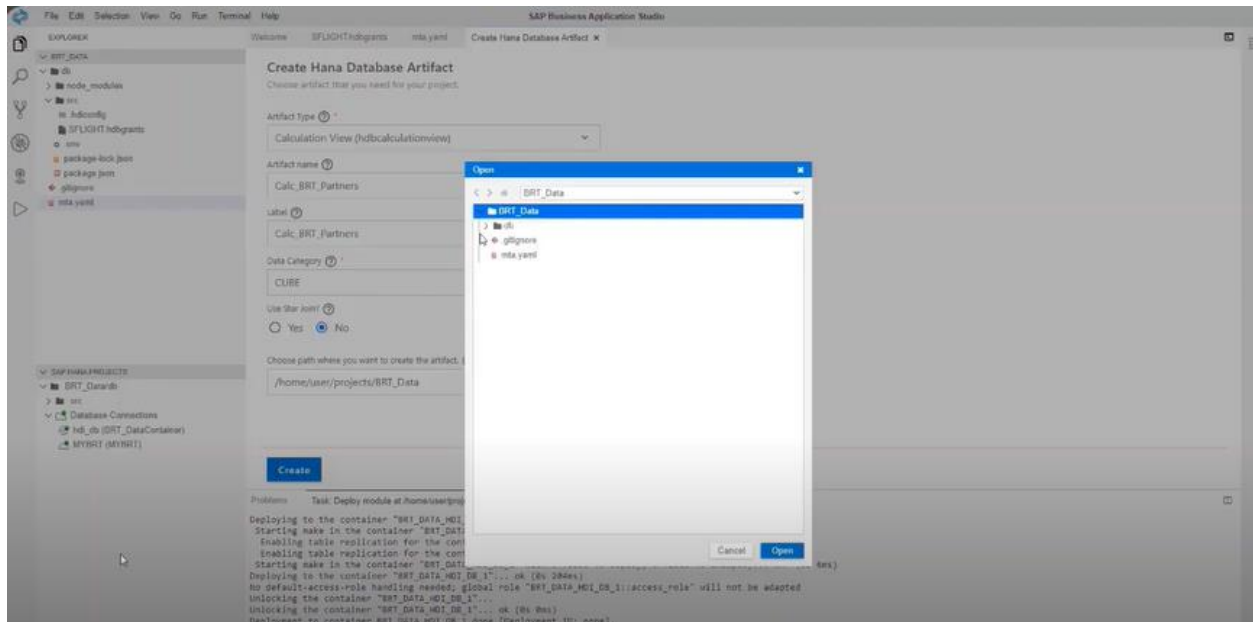 File Edit Selection View Go Run Terminal Help
SAP Business Application Studio
EXPLORER
Welcome SFLIGHT.hdbgrants mta.yaml Create Hana Database Artifact ×
BRT_DATA
db
node_modules
src
.hdiconfig
SFLIGHT.hdbgrants
.env
package-lock.json
package.json
.gitignore
mta.yaml
Create Hana Database Artifact
Choose artifact that you need for your project.
Artifact Type *
Calculation View (hdbcalculationview)
Artifact name
Calc_BRT_Partners
Label
Calc_BRT_Partners
Data Category *
CUBE
Use Star Join?
Yes No
Choose path where you want to create the artifact.
/home/user/projects/BRT_Data
Create
Open
BRT_Data
BRT_Data
db
.gitignore
mta.yaml
Cancel Open
SAP HANA PROJECTS
BRT_Data/db
src
Database Connections
hdi_db (BRT_DataContainer)
MYBRT (MYBRT)
Problems Task: Deploy module at /home/user/proj
Deploying to the container "BRT_DATA_HDI_
Starting make in the container "BRT_DAT
Enabling table replication for the con
Enabling table replication for the con
Starting make in the container "BRT_DAT
Deploying to the container "BRT_DATA_HDI_DB_1"... ok (0s 204ms)
No default-access-role handling needed; global role "BRT_DATA_HDI_DB_1::access_role" will not be adapted
Unlocking the container "BRT_DATA_HDI_DB_1"...
Unlocking the container "BRT_DATA_HDI_DB_1"... ok (0s 0ms)